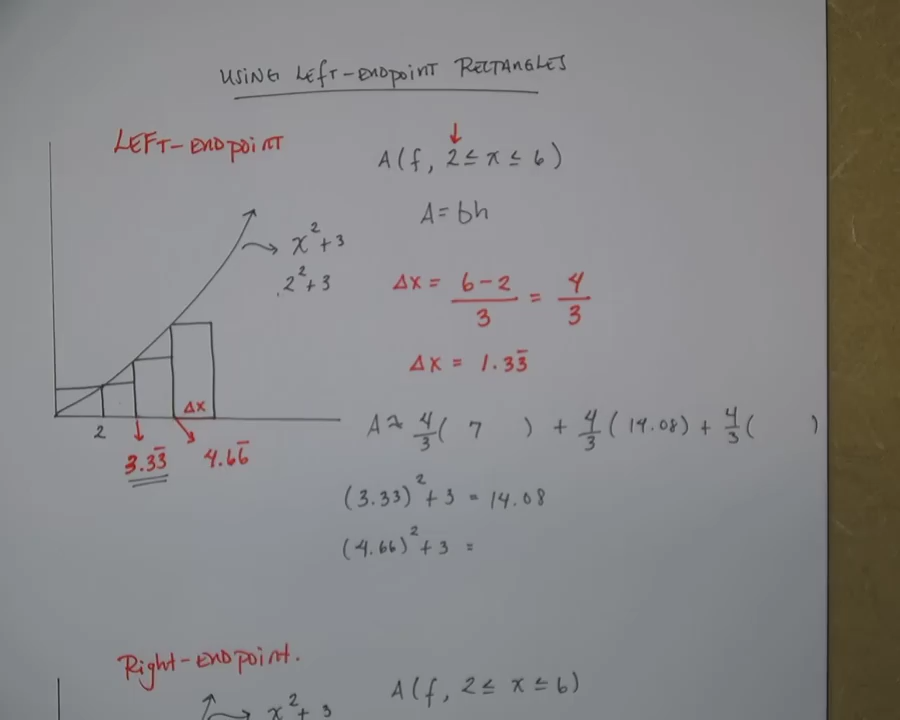 USING LEFT-ENDPOINT RECTANGLES
LEFT-ENDPOINT
A(f, 2 ≤ x ≤ 6)
A = bh
x² + 3
2² + 3
Δx = (6-2)/3 = 4/3
Δx = 1.33̅
Δx
2
3.33̅
4.66̅
A ≈ 4/3( 7 ) + 4/3( 14.08) + 4/3( )
(3.33)² + 3 = 14.08
(4.66)² + 3 =
Right-ENDPOINT.
A(f, 2 ≤ x ≤ 6)
x² + 3